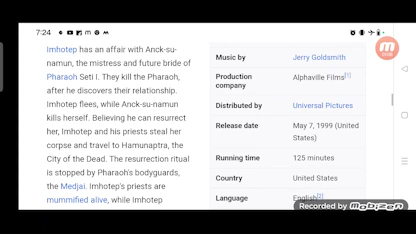 7:24
Imhotep has an affair with Anck-su-
namun, the mistress and future bride of
Pharaoh Seti I. They kill the Pharaoh,
after he discovers their relationship.
Imhotep flees, while Anck-su-namun
kills herself. Believing he can resurrect
her, Imhotep and his priests steal her
corpse and travel to Hamunaptra, the
City of the Dead. The resurrection ritual
is stopped by Pharaoh's bodyguards,
the Medjai. Imhotep's priests are
mummified alive, while Imhotep
Music by Jerry Goldsmith
Production company Alphaville Films[1]
Distributed by Universal Pictures
Release date May 7, 1999 (United
States)
Running time 125 minutes
Country United States
Language English[2]
Recorded by Mobizen